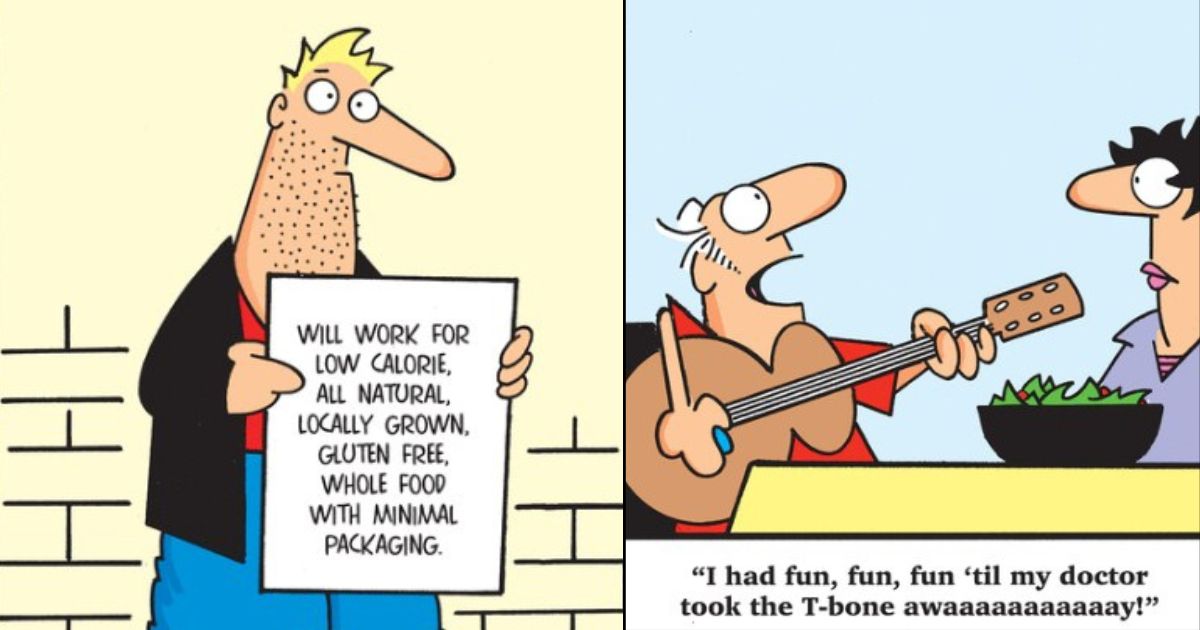 WILL WORK FOR
LOW CALORIE,
ALL NATURAL,
LOCALLY GROWN,
GLUTEN FREE,
WHOLE FOOD
WITH MINIMAL
PACKAGING.
“I had fun, fun, fun ‘til my doctor
took the T-bone awaaaaaaaaaaay!”